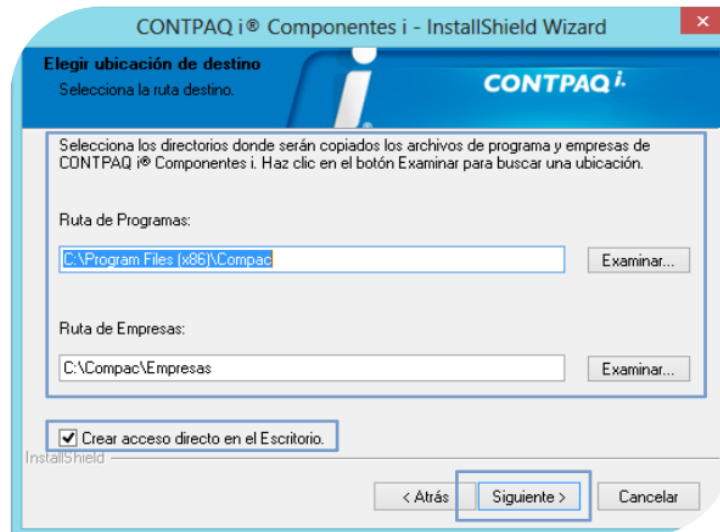 CONTPAQ i® Componentes i - InstallShield Wizard
Elegir ubicación de destino
Selecciona la ruta destino.
i®
CONTPAQ i.
Selecciona los directorios donde serán copiados los archivos de programa y empresas de
CONTPAQ i® Componentes i. Haz clic en el botón Examinar para buscar una ubicación.
Ruta de Programas:
C:\Program Files (x86)\Compac
Examinar...
Ruta de Empresas:
C:\Compac\Empresas
Examinar...
Crear acceso directo en el Escritorio.
InstallShield
< Atrás
Siguiente >
Cancelar